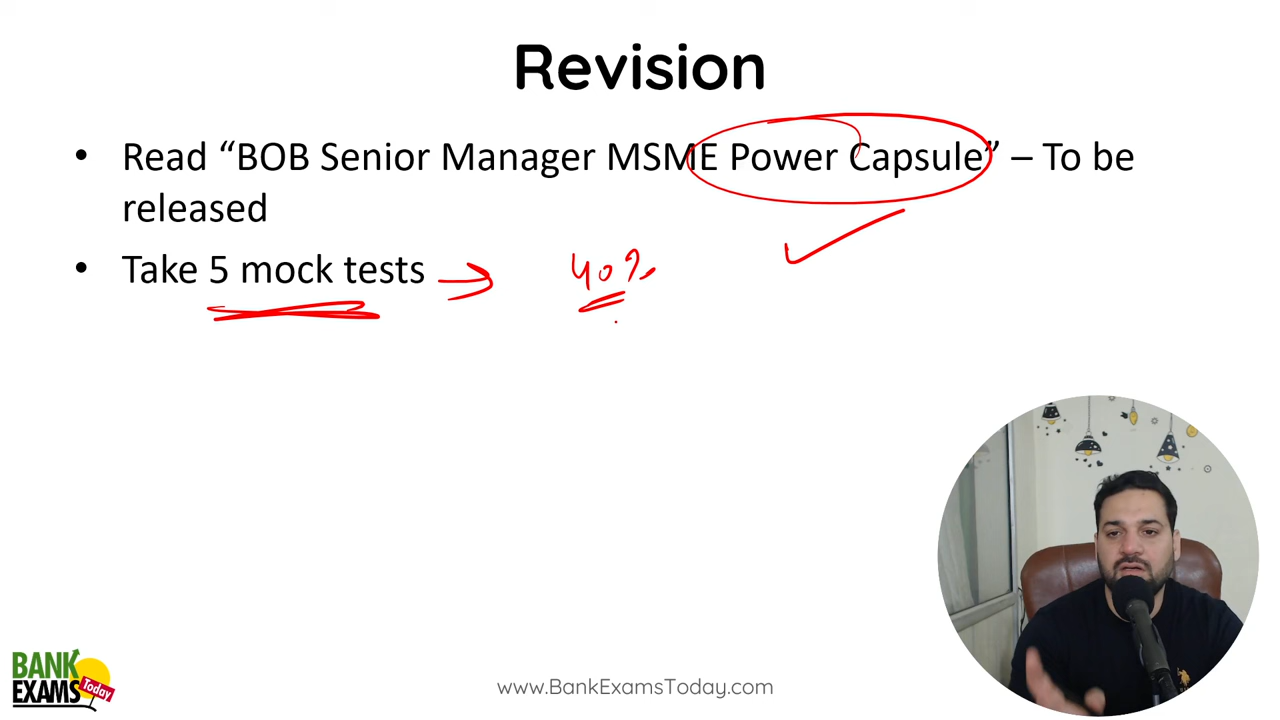 Revision
• Read “BOB Senior Manager MSME Power Capsule” – To be
released
• Take 5 mock tests → 40%
BANK
EXAMS
Today
www.BankExamsToday.com